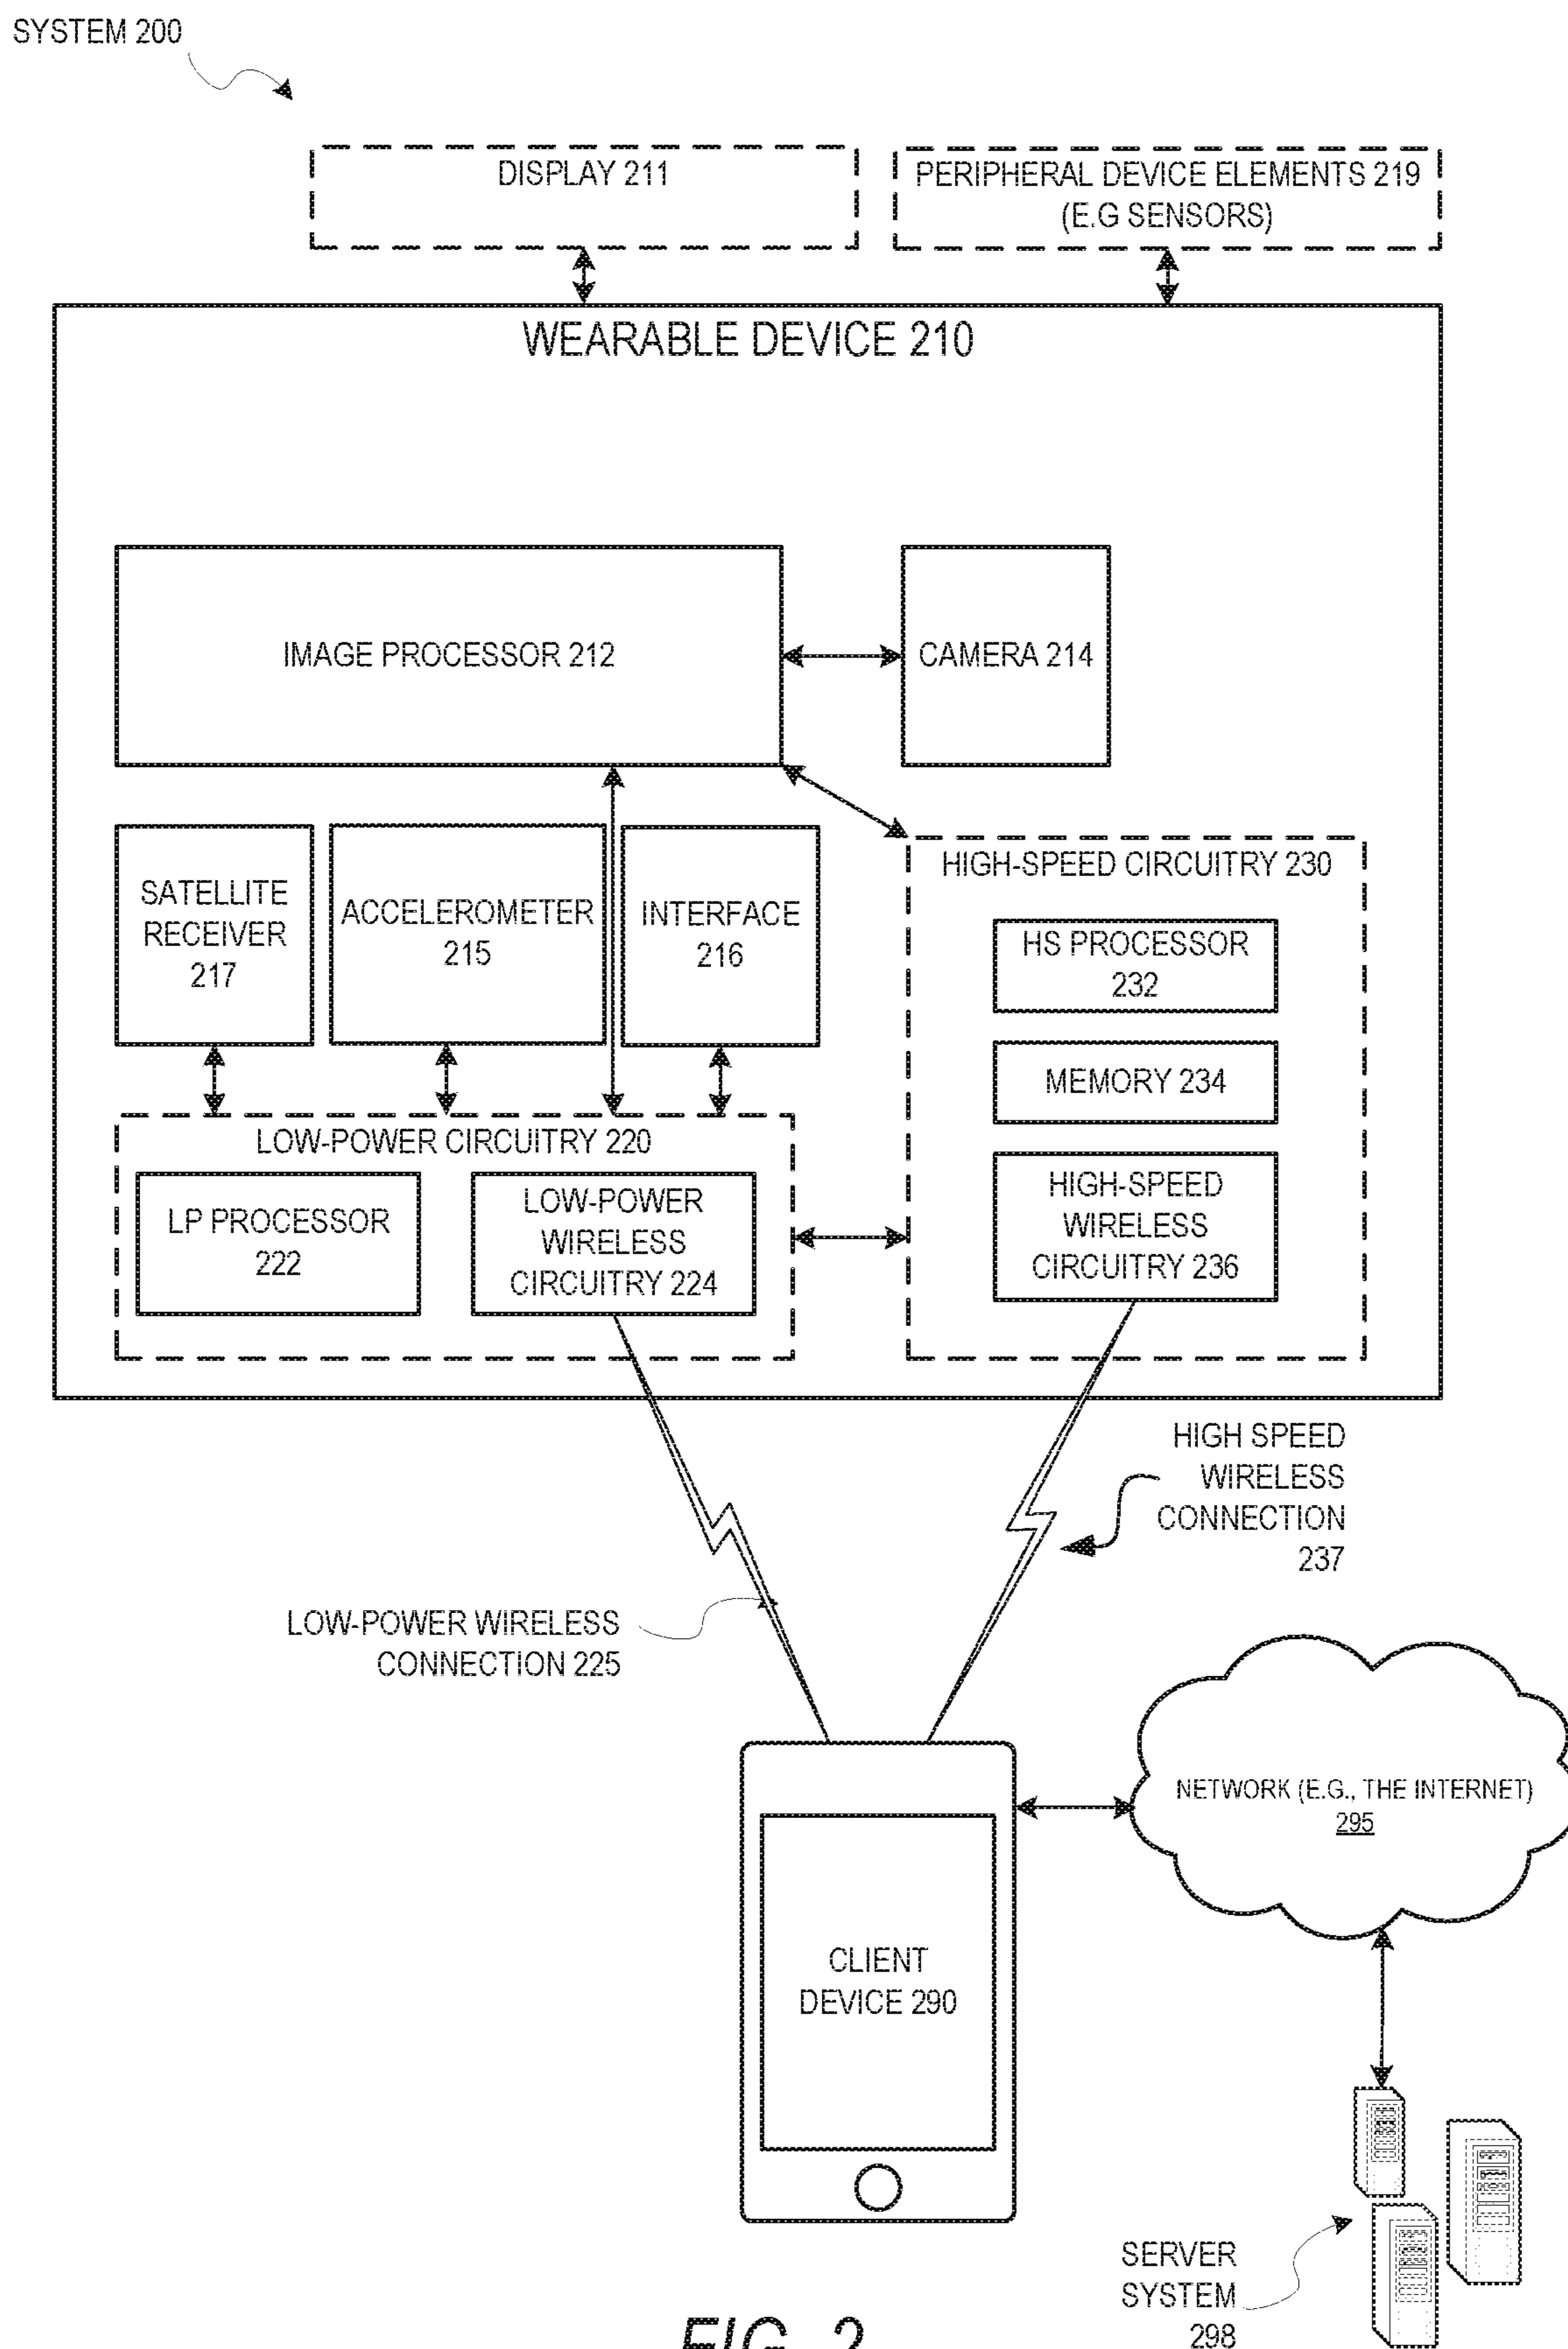 SYSTEM 200
DISPLAY 211
PERIPHERAL DEVICE ELEMENTS 219
(E.G SENSORS)
WEARABLE DEVICE 210
IMAGE PROCESSOR 212
CAMERA 214
SATELLITE
RECEIVER
217
ACCELEROMETER
215
INTERFACE
216
HIGH-SPEED CIRCUITRY 230
HS PROCESSOR
232
MEMORY 234
HIGH-SPEED
WIRELESS
CIRCUITRY 236
LOW-POWER CIRCUITRY 220
LP PROCESSOR
222
LOW-POWER
WIRELESS
CIRCUITRY 224
HIGH SPEED
WIRELESS
CONNECTION
237
LOW-POWER WIRELESS
CONNECTION 225
NETWORK (E.G., THE INTERNET)
295
CLIENT
DEVICE 290
SERVER
SYSTEM
298
FIG. 2